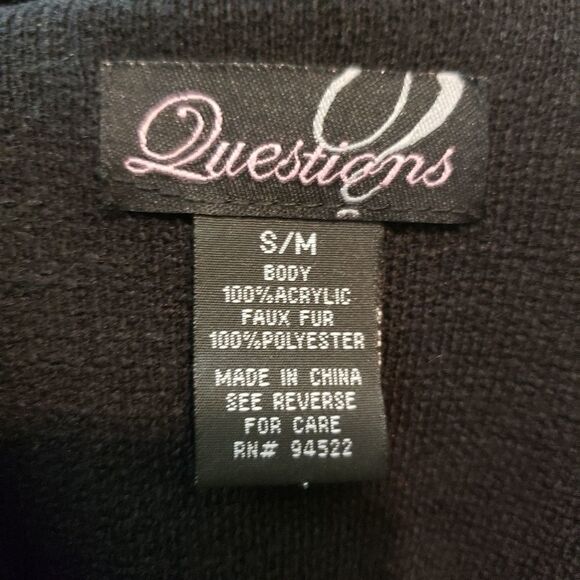 Questions
S/M
BODY
100%ACRYLIC
FAUX FUR
100%POLYESTER
MADE IN CHINA
SEE REVERSE
FOR CARE
RN# 94522